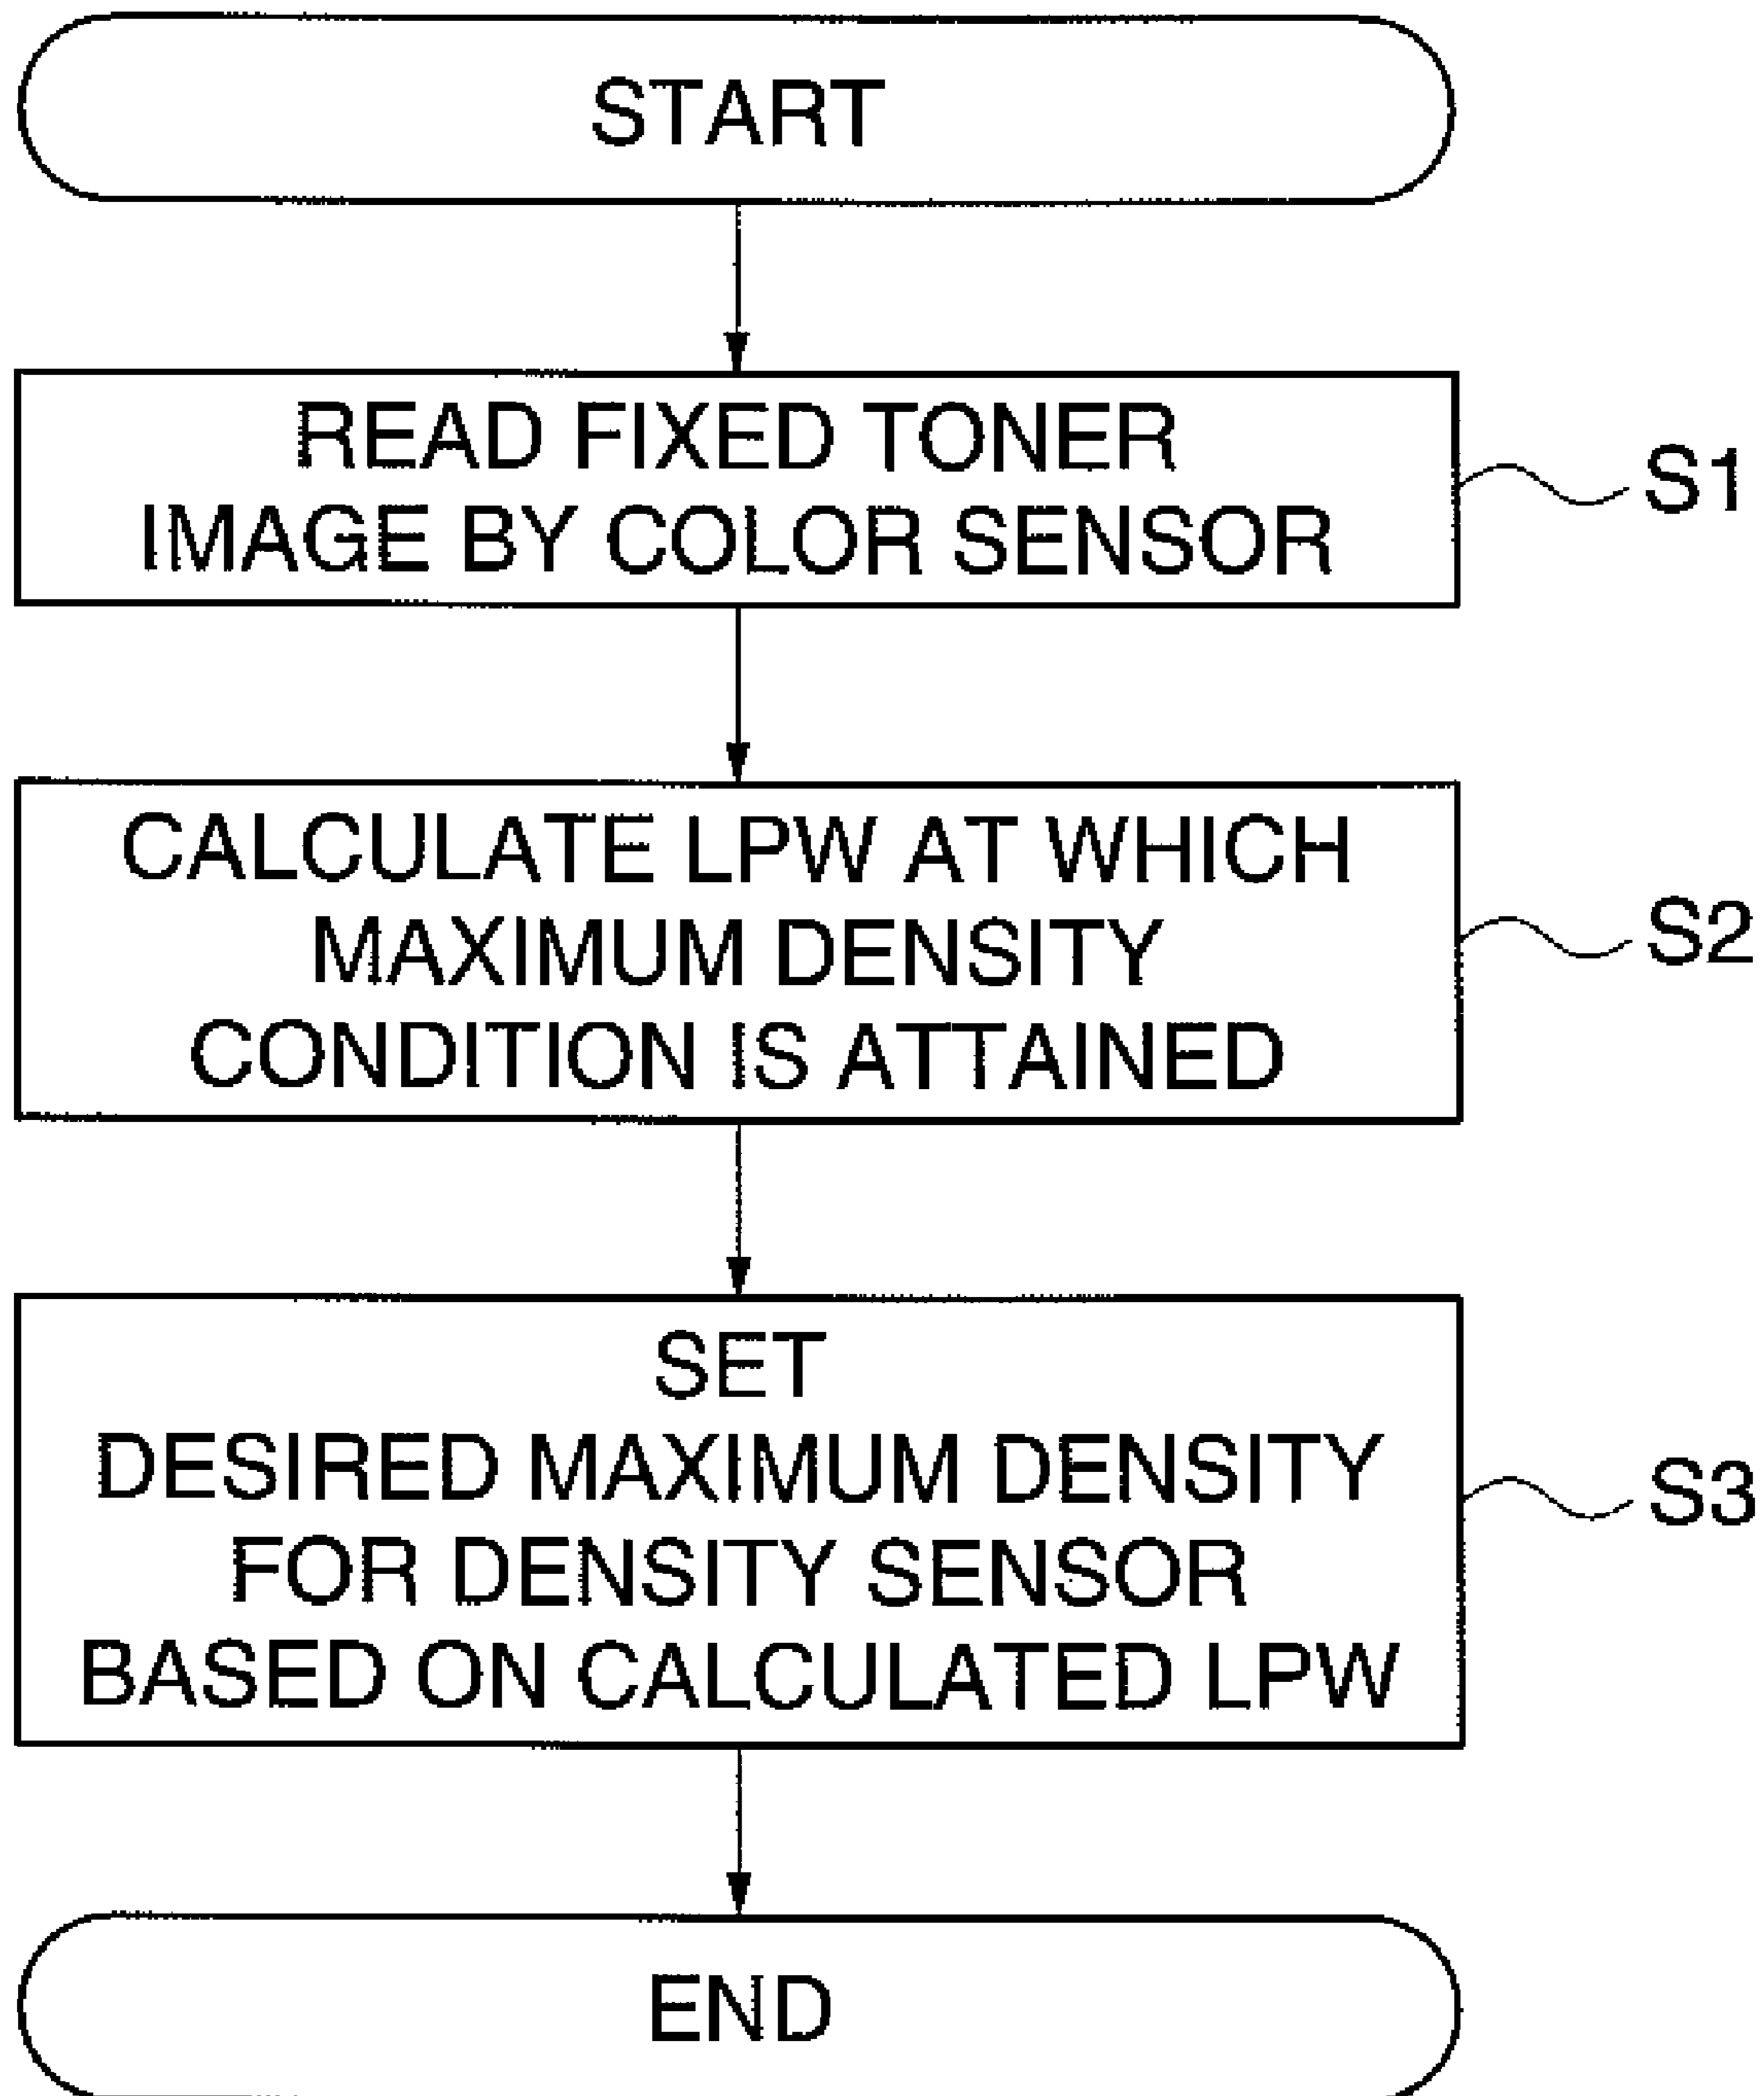 START
READ FIXED TONER
IMAGE BY COLOR SENSOR
S1
CALCULATE LPW AT WHICH
MAXIMUM DENSITY
CONDITION IS ATTAINED
S2
SET
DESIRED MAXIMUM DENSITY
FOR DENSITY SENSOR
BASED ON CALCULATED LPW
S3
END